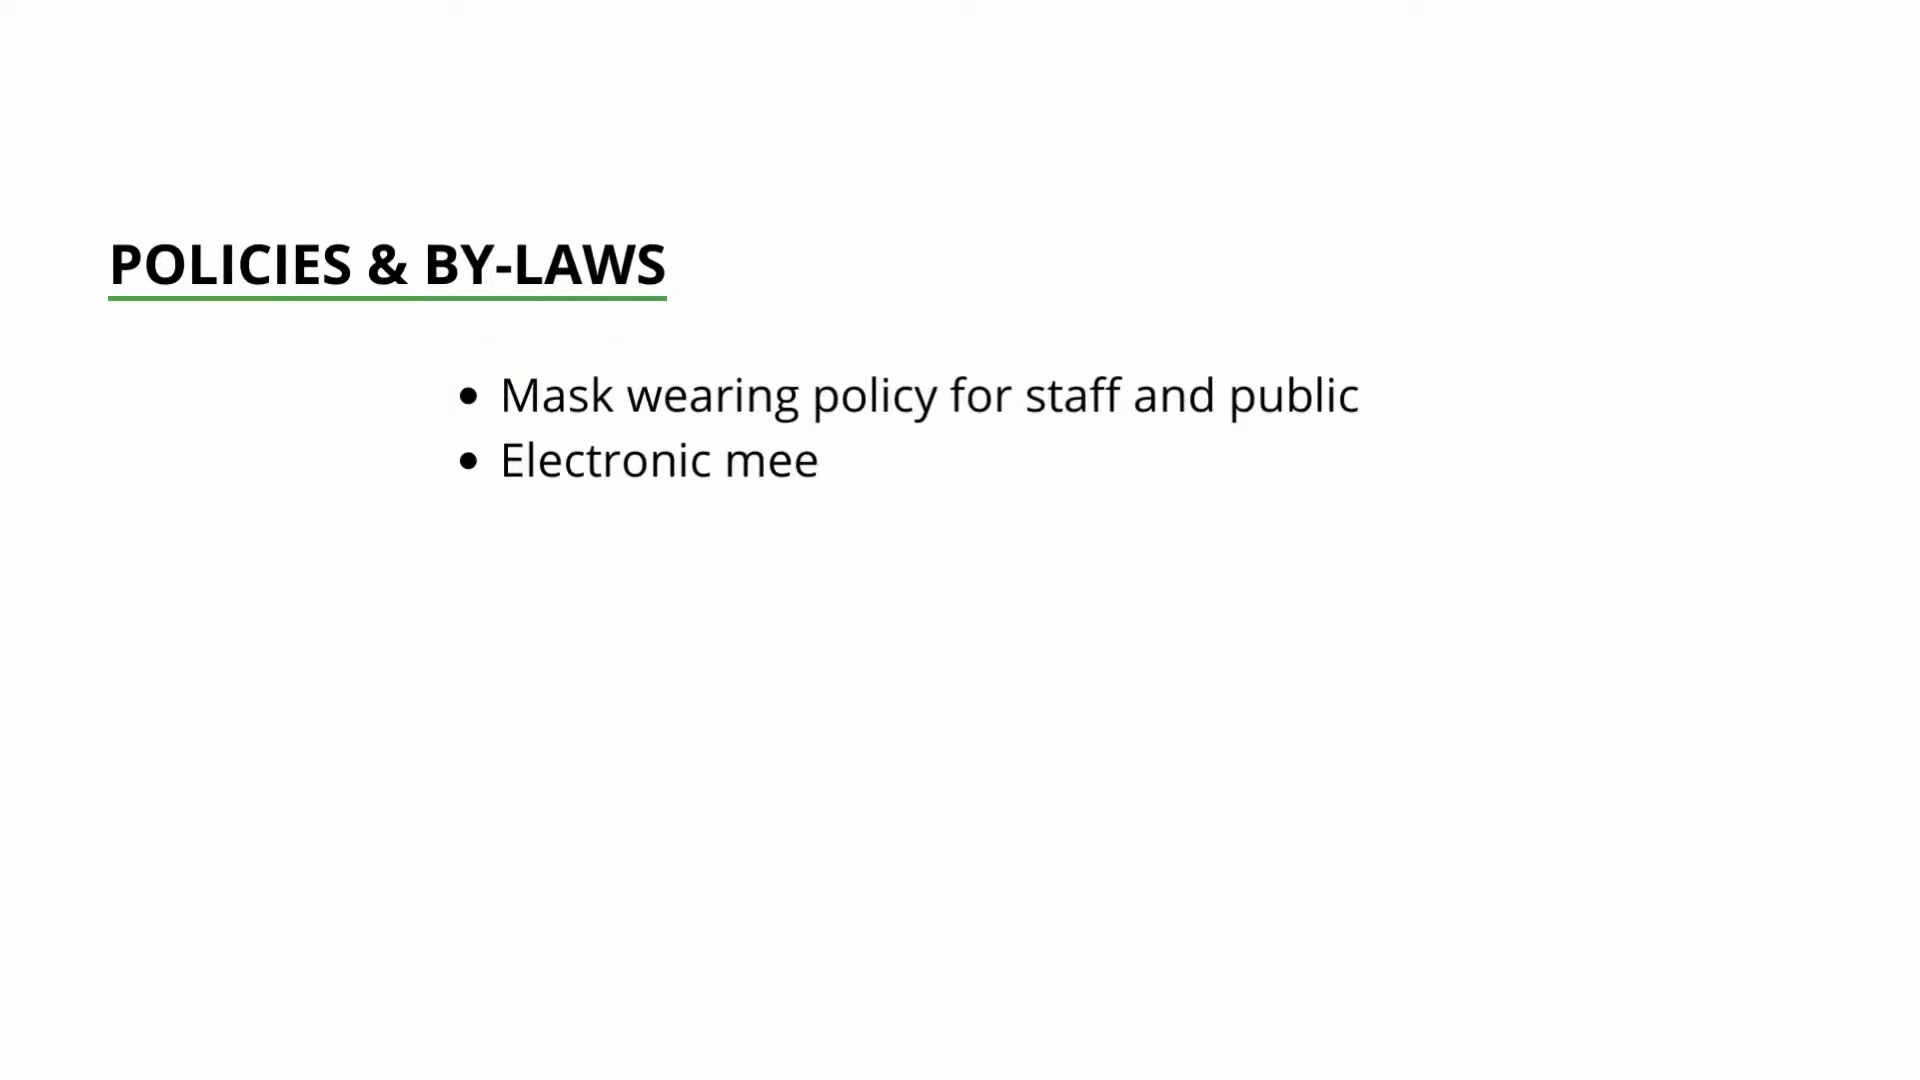 POLICIES & BY-LAWS
• Mask wearing policy for staff and public
• Electronic mee